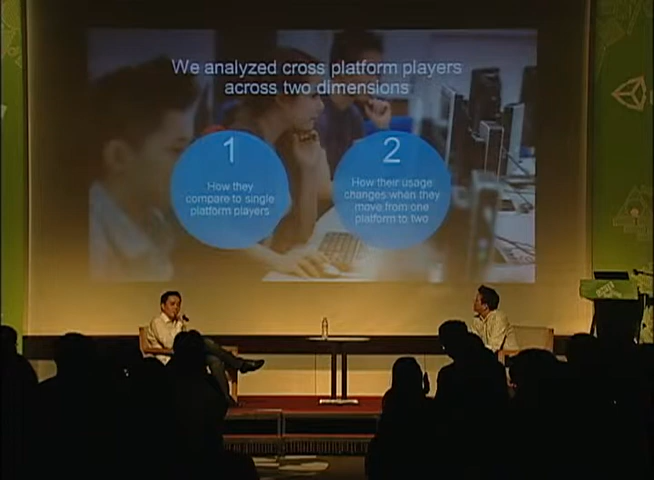 We analyzed cross platform players
across two dimensions
1
How they
compare to single
platform players
2
How their usage
changes when they
move from one
platform to two